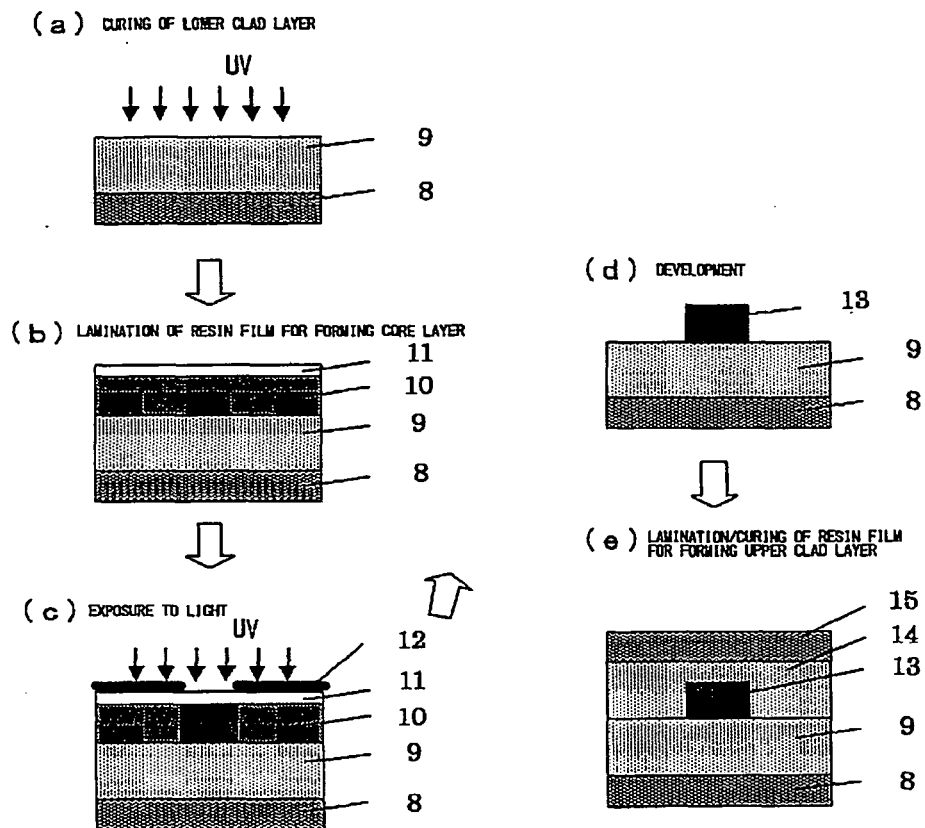 (a) CURING OF LOWER CLAD LAYER
UV
9
8
(b) LAMINATION OF RESIN FILM FOR FORMING CORE LAYER
11
10
9
8
(c) EXPOSURE TO LIGHT
UV
12
11
10
9
8
(d) DEVELOPMENT
13
9
8
(e) LAMINATION/CURING OF RESIN FILM
FOR FORMING UPPER CLAD LAYER
15
14
13
9
8